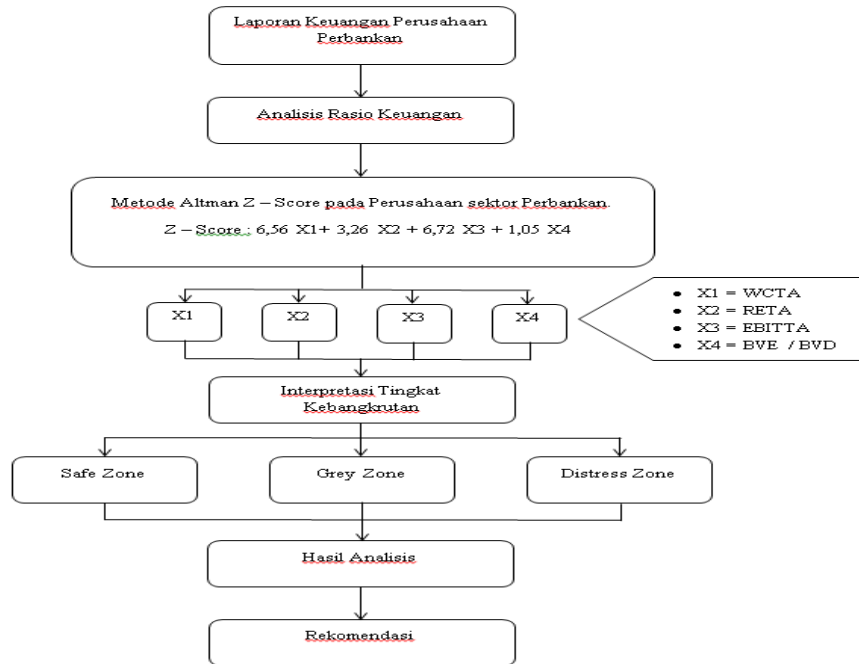 Laporan Keuangan Perusahaan
Perbankan
Analisis Rasio Keuangan
Metode Altman Z – Score pada Perusahaan sektor Perbankan.
Z – Score : 6,56 X1+ 3,26 X2 + 6,72 X3 + 1,05 X4
X1
X2
X3
X4
• X1 = WCTA
• X2 = RETA
• X3 = EBITTA
• X4 = BVE / BVD
Interpretasi Tingkat
Kebangkrutan
Safe Zone
Grey Zone
Distress Zone
Hasil Analisis
Rekomendasi